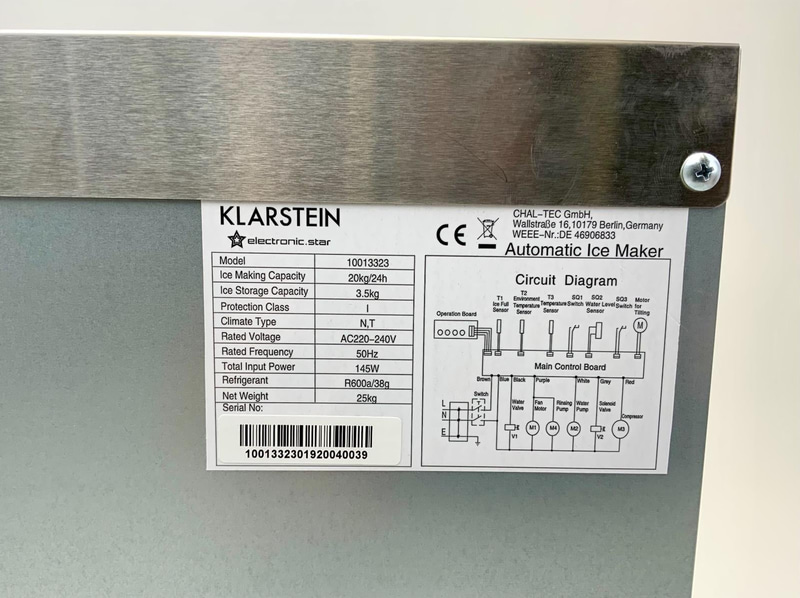 KLARSTEIN
electronic.star
CE
CHAL-TEC GmbH,
Wallstraße 16,10179 Berlin,Germany
WEEE-Nr.:DE 46906833
Automatic Ice Maker
Model 10013323
Ice Making Capacity 20kg/24h
Ice Storage Capacity 3.5kg
Protection Class I
Climate Type N,T
Rated Voltage AC220-240V
Rated Frequency 50Hz
Total Input Power 145W
Refrigerant R600a/38g
Net Weight 25kg
Serial No:
1001332301920040039
Circuit Diagram
Operation Board
T1 Ice Full Sensor
T2 Environment Temperature Sensor
T3 Temperature Sensor
SQ1 Switch
SQ2 Water Level Sensor
SQ3 Switch
Motor for Tilting
M
Main Control Board
Brown Blue Black Purple White Grey Red
Switch
L
N
E
Water Valve
Fan Motor
Rinsing Pump
Water Pump
Solenoid Valve
Compressor
V1 M1 M4 M2 V2 M3